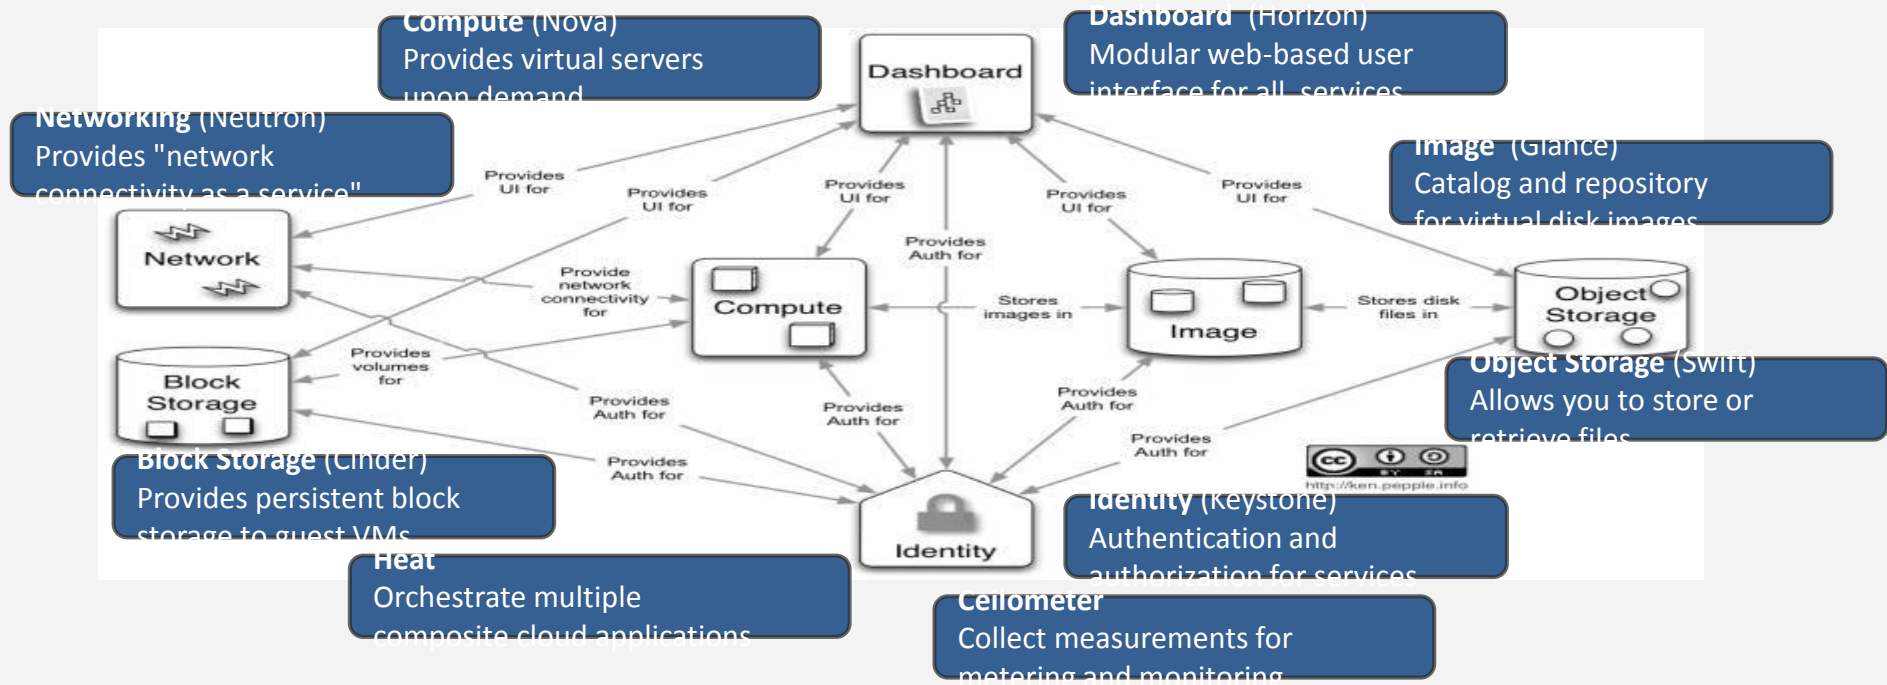 Compute (Nova)
Provides virtual servers
upon demand
Dashboard (Horizon)
Modular web-based user
interface for all services
Networking (Neutron)
Provides "network
connectivity as a service"
Image (Glance)
Catalog and repository
for virtual disk images
Dashboard
Provides
UI for
Provides
UI for
Provides
UI for
Provides
UI for
Provides
UI for
Provides
Auth for
Network
Provide
network
connectivity
for
Compute
Stores
images in
Image
Stores disk
files in
Object
Storage
Provides
volumes
for
Block
Storage
Provides
Auth for
Provides
Auth for
Provides
Auth for
Provides
Auth for
Provides
Auth for
Object Storage (Swift)
Allows you to store or
retrieve files
Block Storage (Cinder)
Provides persistent block
storage to guest VMs
cc
BY SA
http://ken.pepple.info
Identity
Identity (Keystone)
Authentication and
authorization for services
Heat
Orchestrate multiple
composite cloud applications
Ceilometer
Collect measurements for
metering and monitoring